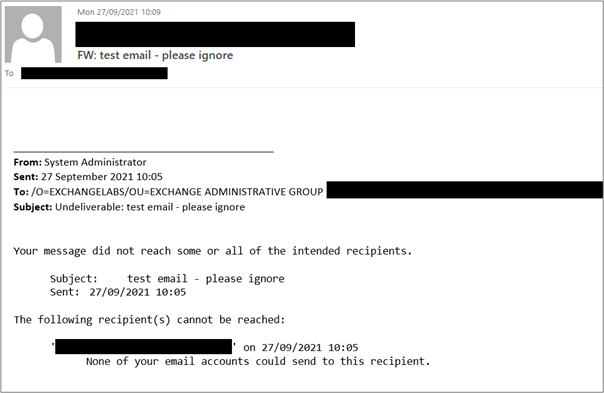 Mon 27/09/2021 10:09
FW: test email - please ignore
To
From: System Administrator
Sent: 27 September 2021 10:05
To: /O=EXCHANGELABS/OU=EXCHANGE ADMINISTRATIVE GROUP
Subject: Undeliverable: test email - please ignore
Your message did not reach some or all of the intended recipients.
Subject: test email - please ignore
Sent: 27/09/2021 10:05
The following recipient(s) cannot be reached:
' ' on 27/09/2021 10:05
None of your email accounts could send to this recipient.